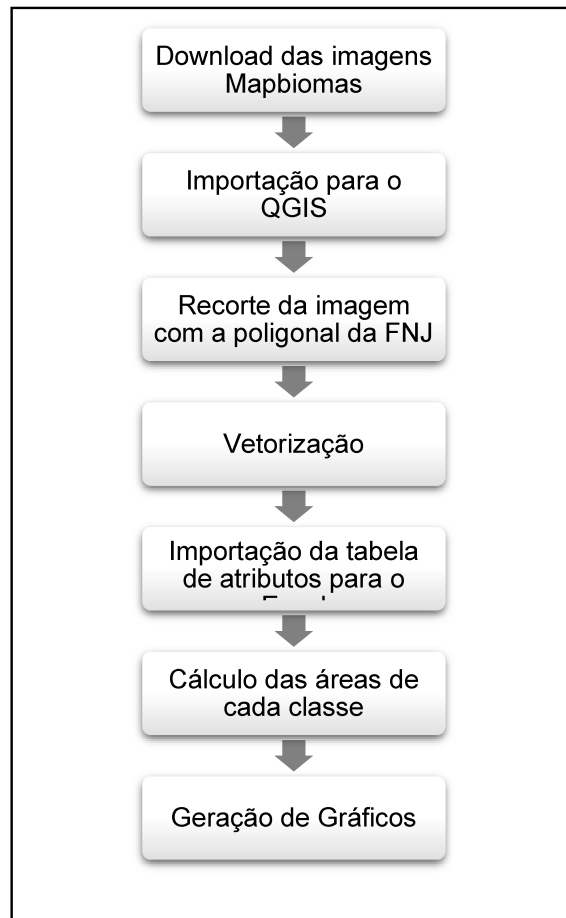 Download das imagens
Mapbiomas
Importação para o
QGIS
Recorte da imagem
com a poligonal da FNJ
Vetorização
Importação da tabela
de atributos para o
Cálculo das áreas de
cada classe
Geração de Gráficos